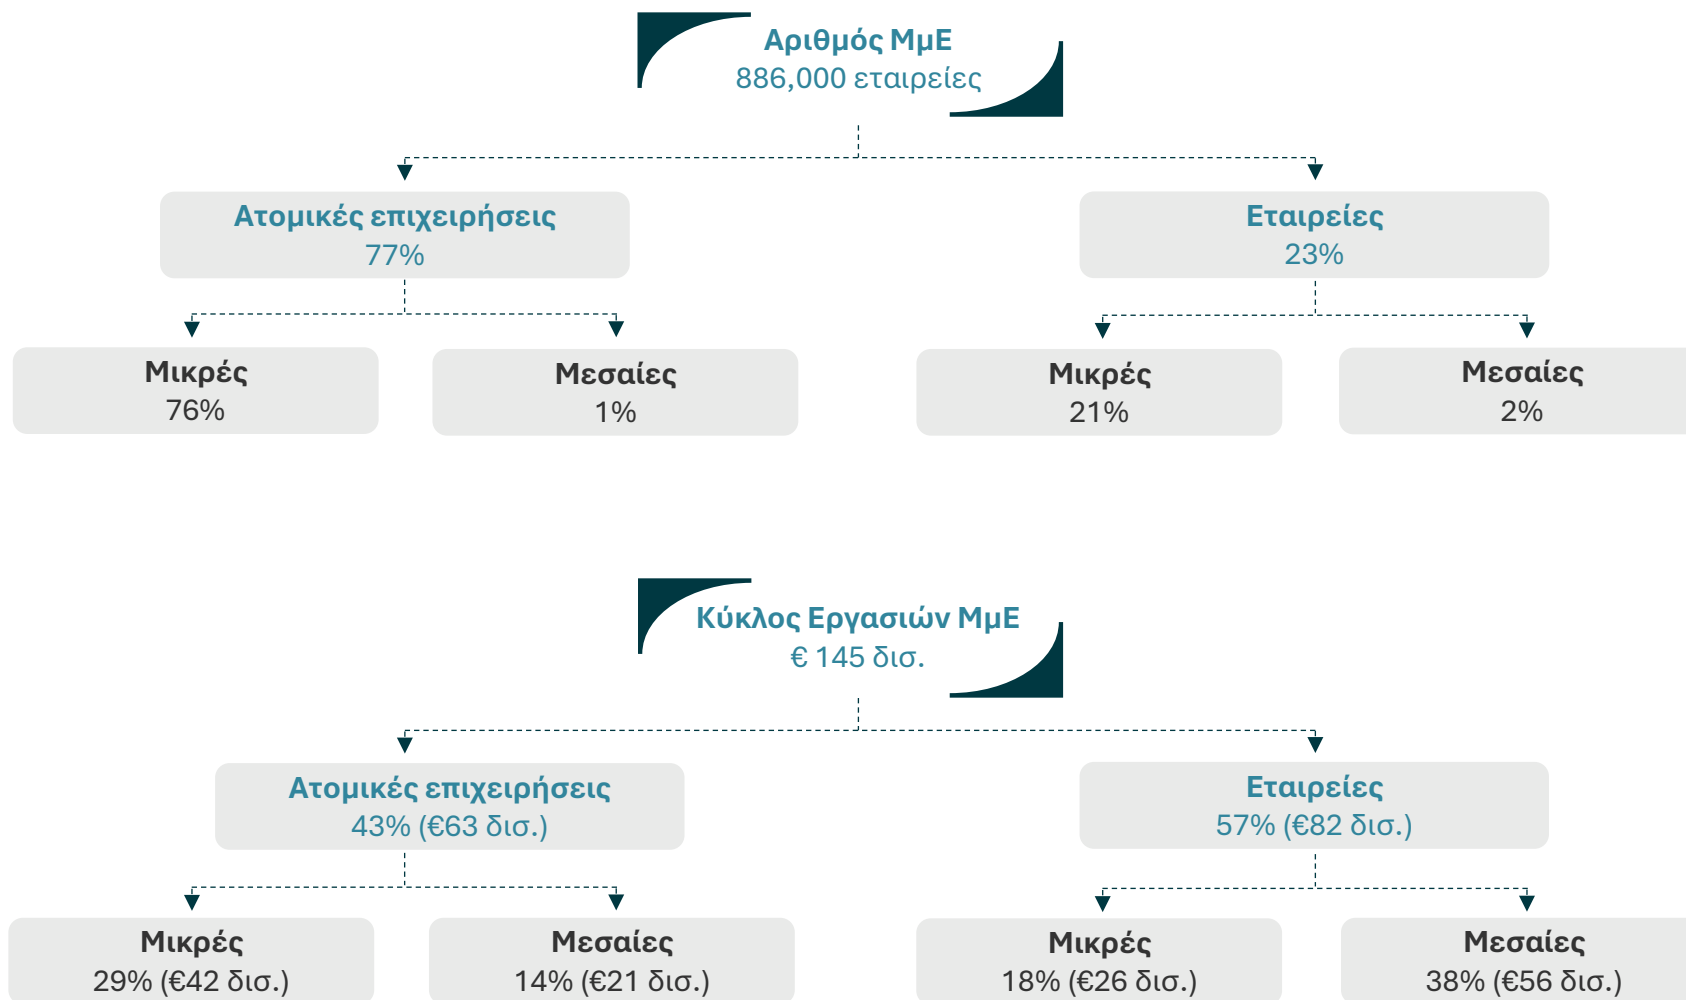 Αριθμός ΜμΕ
886,000 εταιρείες
Ατομικές επιχειρήσεις
77%
Εταιρείες
23%
Μικρές
76%
Μεσαίες
1%
Μικρές
21%
Μεσαίες
2%
Κύκλος Εργασιών ΜμΕ
€ 145 δισ.
Ατομικές επιχειρήσεις
43% (€63 δισ.)
Εταιρείες
57% (€82 δισ.)
Μικρές
29% (€42 δισ.)
Μεσαίες
14% (€21 δισ.)
Μικρές
18% (€26 δισ.)
Μεσαίες
38% (€56 δισ.)